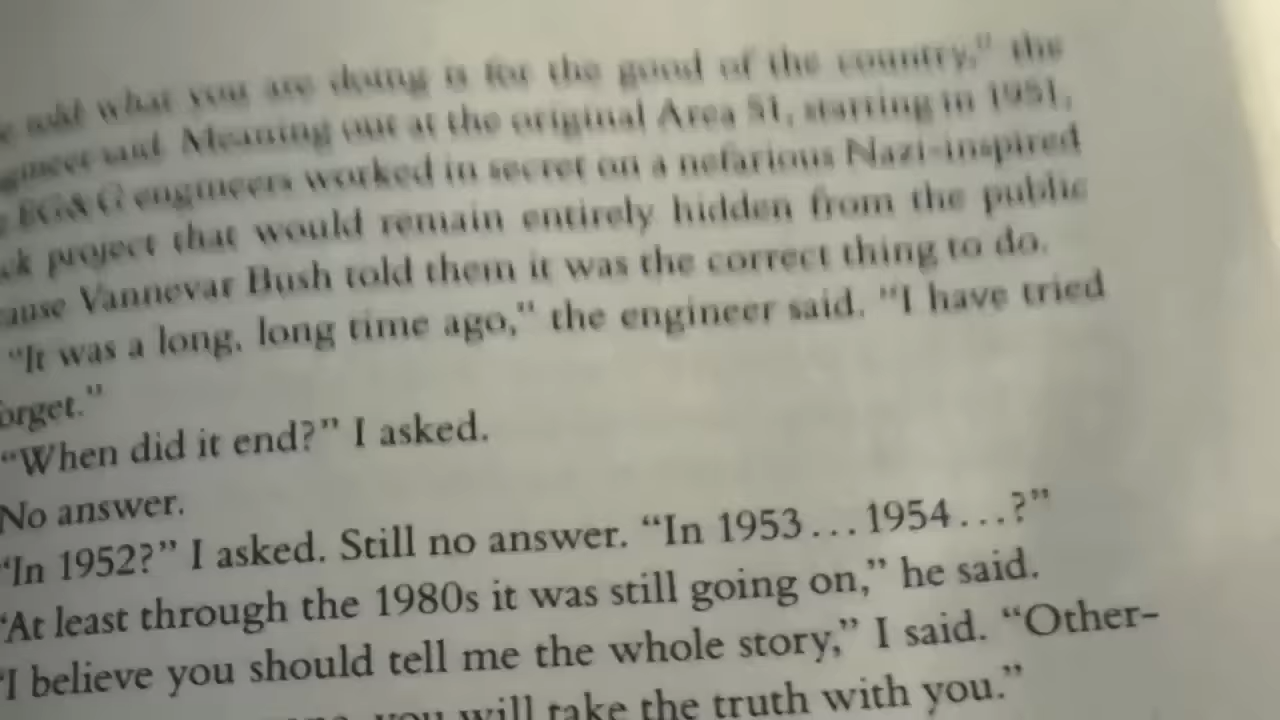 told what you are doing is for the good of the country," the
said. Meaning out at the original Area 51, starting in 1951,
EG&G engineers worked in secret on a nefarious Nazi-inspired
ck project that would remain entirely hidden from the public
ause Vannevar Bush told them it was the correct thing to do.
"It was a long, long time ago," the engineer said. "I have tried
orget."
"When did it end?" I asked.
No answer.
"In 1952?" I asked. Still no answer. "In 1953...1954...?"
"At least through the 1980s it was still going on," he said.
"I believe you should tell me the whole story," I said. "Other-
you will take the truth with you."